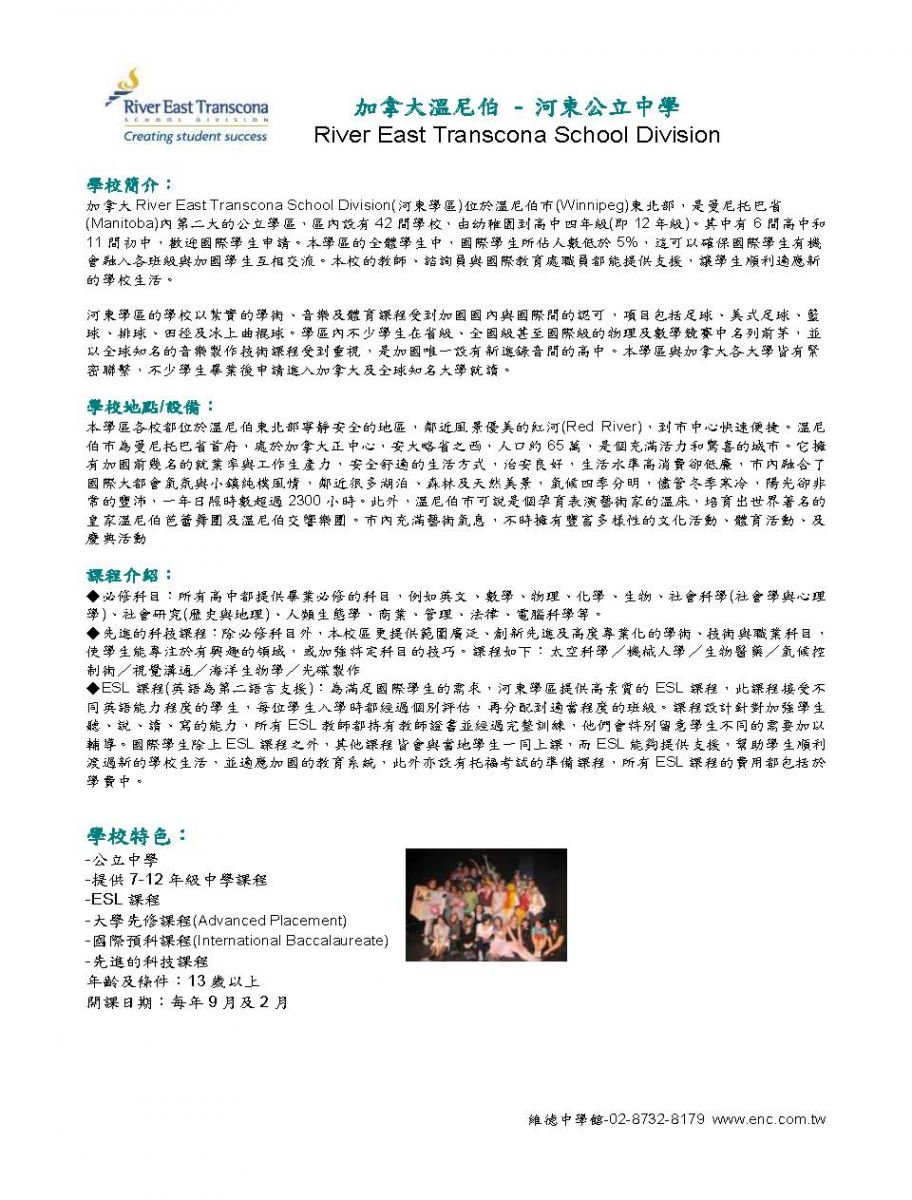 River East Transcona
SCHOOL DIVISION
Creating student success
加拿大溫尼伯 - 河東公立中學
River East Transcona School Division
學校簡介：
加拿大 River East Transcona School Division(河東學區)位於溫尼伯市(Winnipeg)東北部，是曼尼托巴省
(Manitoba)內第二大的公立學區，區內設有 42 間學校，由幼稚園到高中四年級(即 12 年級)。其中有 6 間高中和
11 間初中，歡迎國際學生申請。本學區的全體學生中，國際學生所佔人數低於 5%，這可以確保國際學生有機
會融入各班級與加國學生互相交流。本校的教師、諮詢員與國際教育處職員都能提供支援，讓學生順利適應新
的學校生活。
河東學區的學校以紮實的學術、音樂及體育課程受到加國國內與國際間的認可，項目包括足球、美式足球、籃
球、排球、田徑及冰上曲棍球。學區內不少學生在省級、全國級甚至國際級的物理及數學競賽中名列前茅，並
以全球知名的音樂製作技術課程受到重視，是加國唯一設有新進錄音間的高中。本學區與加拿大各大學皆有緊
密聯繫，不少學生畢業後申請進入加拿大及全球知名大學就讀。
學校地點/設備：
本學區各校都位於溫尼伯東北部寧靜安全的地區，鄰近風景優美的紅河(Red River)，到市中心快速便捷。溫尼
伯市為曼尼托巴省首府，處於加拿大正中心，安大略省之西，人口約 65 萬，是個充滿活力和驚喜的城市。它擁
有加國前幾名的就業率與工作生產力，安全舒適的生活方式，治安良好，生活水準高消費卻低廉，市內融合了
國際大都會氣氛與小鎮純樸風情，鄰近很多湖泊、森林及天然美景，氣候四季分明，儘管冬季寒冷，陽光卻非
常的豐沛，一年日照時數超過 2300 小時。此外，溫尼伯市可說是個孕育表演藝術家的溫床，培育出世界著名的
皇家溫尼伯芭蕾舞團及溫尼伯交響樂團。市內充滿藝術氣息，不時擁有豐富多樣性的文化活動、體育活動、及
慶典活動
課程介紹：
◆必修科目：所有高中都提供畢業必修的科目，例如英文、數學、物理、化學、生物、社會科學(社會學與心理
學)、社會研究(歷史與地理)、人類生態學、商業、管理、法律、電腦科學等。
◆先進的科技課程：除必修科目外，本校區更提供範圍廣泛、創新先進及高度專業化的學術、技術與職業科目，
使學生能專注於有興趣的領域，或加強特定科目的技巧。課程如下：太空科學／機械人學／生物醫藥／氣候控
制術／視覺溝通／海洋生物學／光碟製作
◆ESL 課程(英語為第二語言支援)：為滿足國際學生的需求，河東學區提供高素質的 ESL 課程，此課程接受不
同英語能力程度的學生，每位學生入學時都經過個別評估，再分配到適當程度的班級。課程設計針對加強學生
聽、說、讀、寫的能力，所有 ESL 教師都持有教師證書並經過完整訓練，他們會特別留意學生不同的需要加以
輔導。國際學生除上 ESL 課程之外，其他課程皆會與當地學生一同上課，而 ESL 能夠提供支援，幫助學生順利
渡過新的學校生活，並適應加國的教育系統，此外亦設有托福考試的準備課程，所有 ESL 課程的費用都包括於
學費中。
學校特色：
-公立中學
-提供 7-12 年級中學課程
-ESL 課程
-大學先修課程(Advanced Placement)
-國際預科課程(International Baccalaureate)
-先進的科技課程
年齡及條件：13 歲以上
開課日期：每年 9 月及 2 月
維德中學館-02-8732-8179 www.enc.com.tw